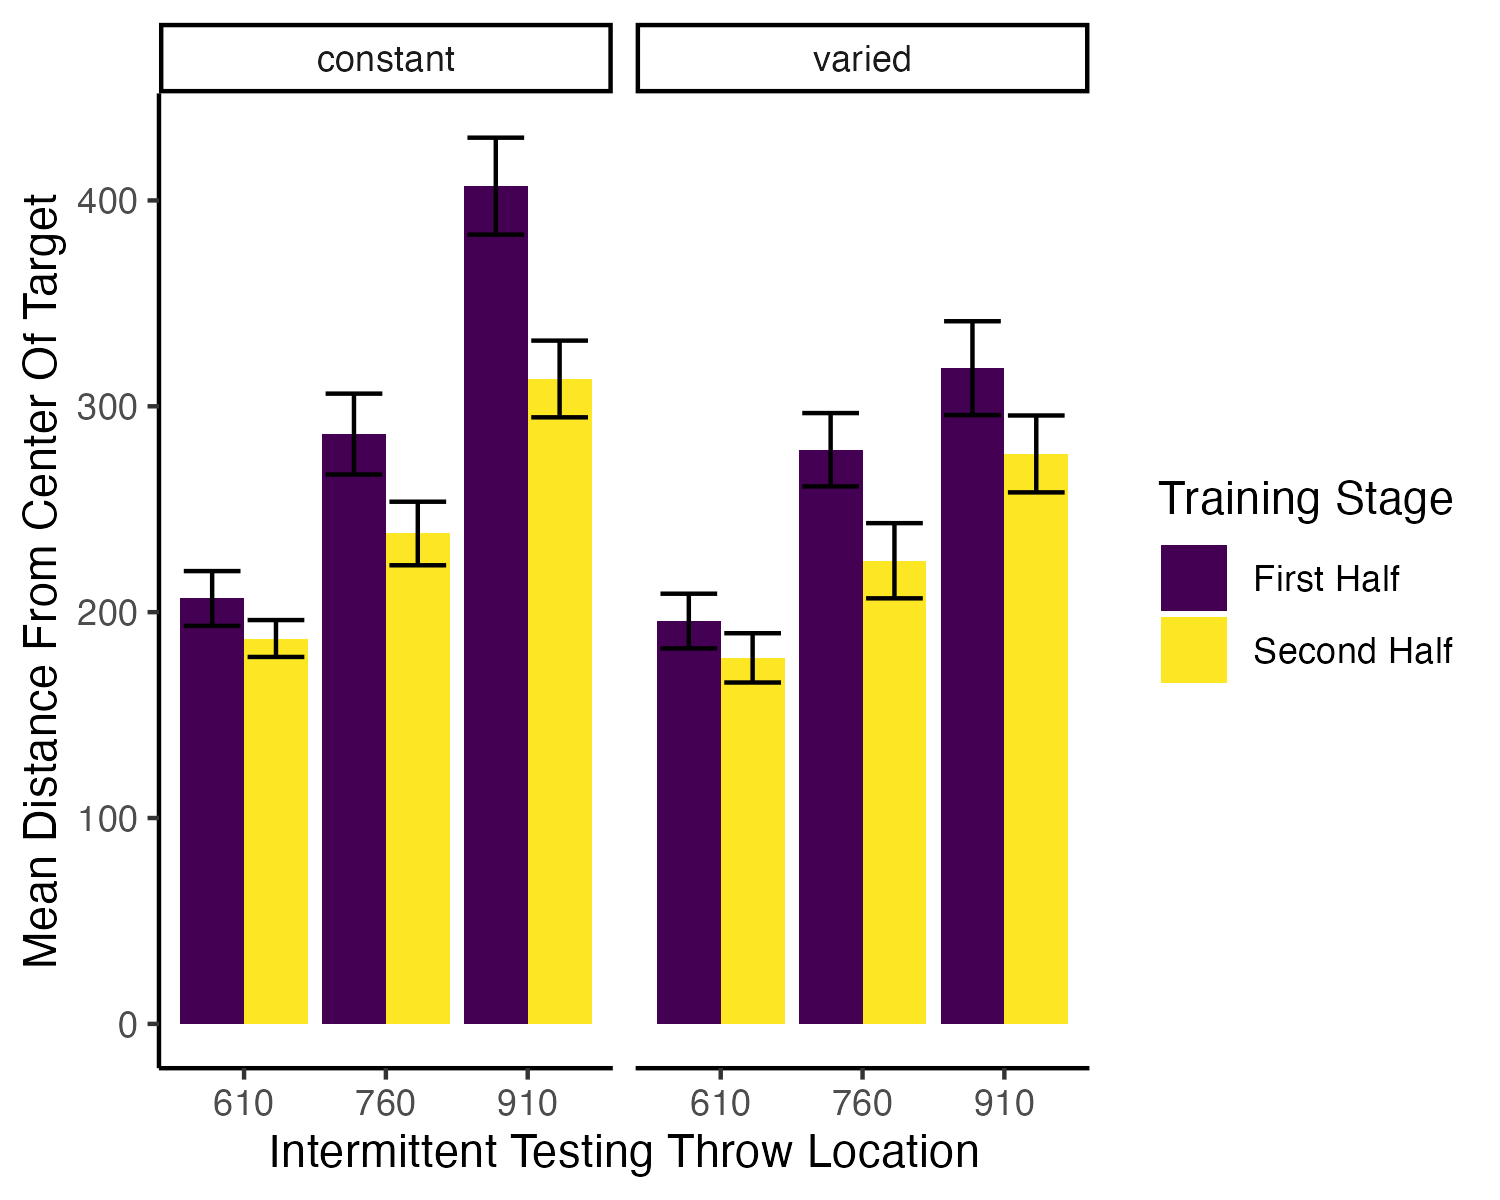 constant
varied
Mean Distance From Center Of Target
400
300
200
100
0
610 760 910
610 760 910
Intermittent Testing Throw Location
Training Stage
First Half
Second Half